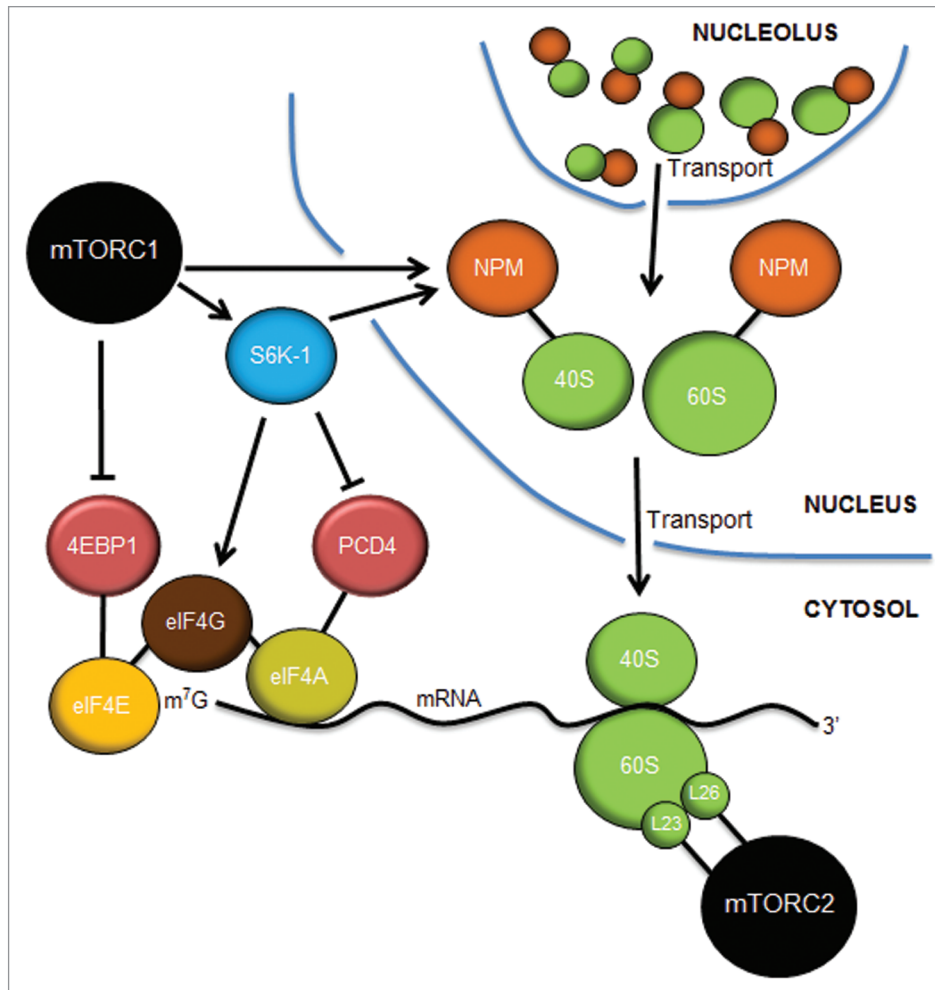 NUCLEOLUS
Transport
mTORC1
NPM
NPM
S6K-1
40S
60S
NUCLEUS
Transport
4EBP1
PCD4
CYTOSOL
eIF4G
40S
eIF4A
eIF4E
m⁷G
mRNA
3'
60S
L26
L23
mTORC2